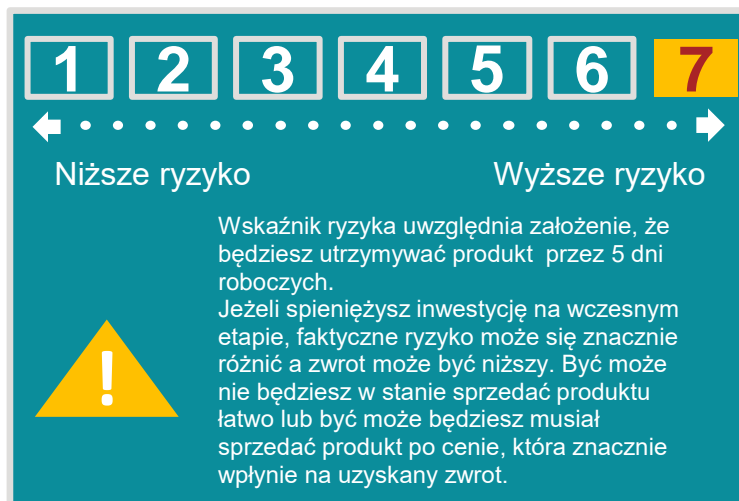 1 2 3 4 5 6 7
Niższe ryzyko Wyższe ryzyko
Wskaźnik ryzyka uwzględnia założenie, że
będziesz utrzymywać produkt przez 5 dni
roboczych.
Jeżeli spieniężysz inwestycję na wczesnym
etapie, faktyczne ryzyko może się znacznie
różnić a zwrot może być niższy. Być może
nie będziesz w stanie sprzedać produktu
łatwo lub być może będziesz musiał
sprzedać produkt po cenie, która znacznie
wpłynie na uzyskany zwrot.
!